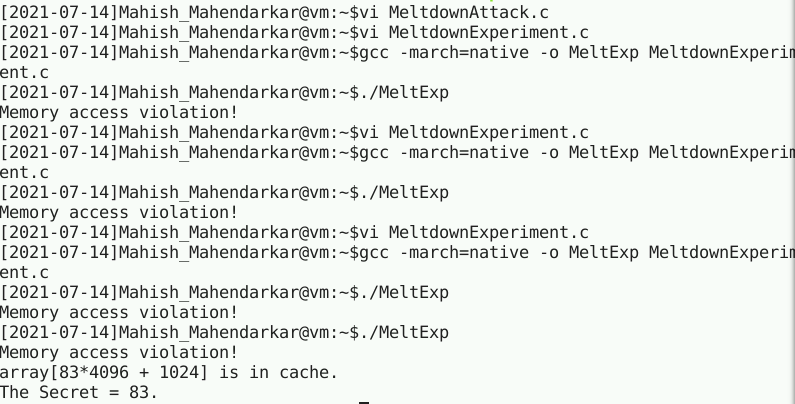 [2021-07-14]Mahish_Mahendarkar@vm:~$vi MeltdownAttack.c
[2021-07-14]Mahish_Mahendarkar@vm:~$vi MeltdownExperiment.c
[2021-07-14]Mahish_Mahendarkar@vm:~$gcc -march=native -o MeltExp MeltdownExperim
ent.c
[2021-07-14]Mahish_Mahendarkar@vm:~$./MeltExp
Memory access violation!
[2021-07-14]Mahish_Mahendarkar@vm:~$vi MeltdownExperiment.c
[2021-07-14]Mahish_Mahendarkar@vm:~$gcc -march=native -o MeltExp MeltdownExperim
ent.c
[2021-07-14]Mahish_Mahendarkar@vm:~$./MeltExp
Memory access violation!
[2021-07-14]Mahish_Mahendarkar@vm:~$vi MeltdownExperiment.c
[2021-07-14]Mahish_Mahendarkar@vm:~$gcc -march=native -o MeltExp MeltdownExperim
ent.c
[2021-07-14]Mahish_Mahendarkar@vm:~$./MeltExp
Memory access violation!
[2021-07-14]Mahish_Mahendarkar@vm:~$./MeltExp
Memory access violation!
array[83*4096 + 1024] is in cache.
The Secret = 83.